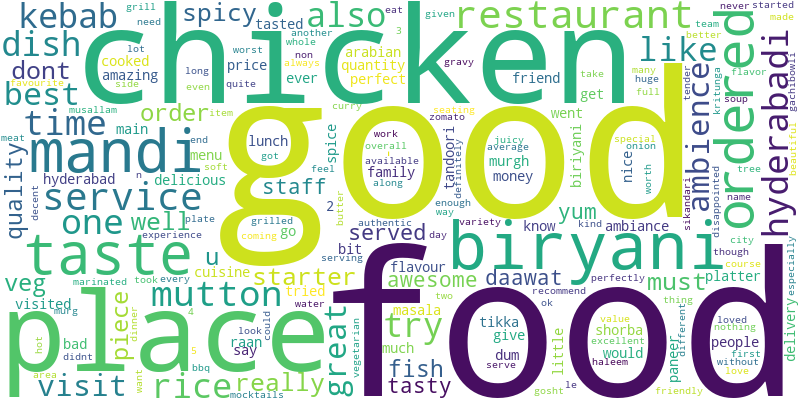 kebab
spicy
tasted
also
arabian
quantity
perfect
restaurant
dish
chicken
like
dont
cooked
amazing
price
ever
friend
best
time
order
menu
main
mandi
good
ordered
hyderabadi
ambience
quality
hyderabad
delicious
service
lunch
staff
family
tandoori
murgh
money
biriyani
nice
one
well
served
yum
taste
biryani
food
place
u
cuisine
starter
veg
mutton
visited
piece
tried
bit
flavour
awesome
masala
daawat
must
platter
great
try
much
fish
tasty
tikka
give
dum
shorba
would
paneer
people
delivery
visit
rice
really
raan
say
bad
little
know
ambiance
spice
went
get
soup
grill
need
another
whole
non
lot
long
quite
even
side
favourite
musallam
meat
decent
experience
plate
soft
item
end
got
go
grilled
coming
feel
butter
authentic
serving
day
enough
way
variety
definitely
work
overall
available
along
average
juicy
zomato
seating
curry
gravy
given
eat
3
always
worst
take
many
huge
full
tender
special
onion
worth
kind
sikandari
disappointed
kritunga
flavor
tree
name
city
though
course
never
started
made
team
better
gachibowli
beautiful
especially
perfectly
recommend
ok
two
water
vegetarian
look
could
bbq
mocktails
marinated
took
every
murg
didnt
hot
area
want
dinner
4
5
2
n
serve
le
gosht
haleem
value
excellent
friendly
different
thing
loved
nothing
first
without
love